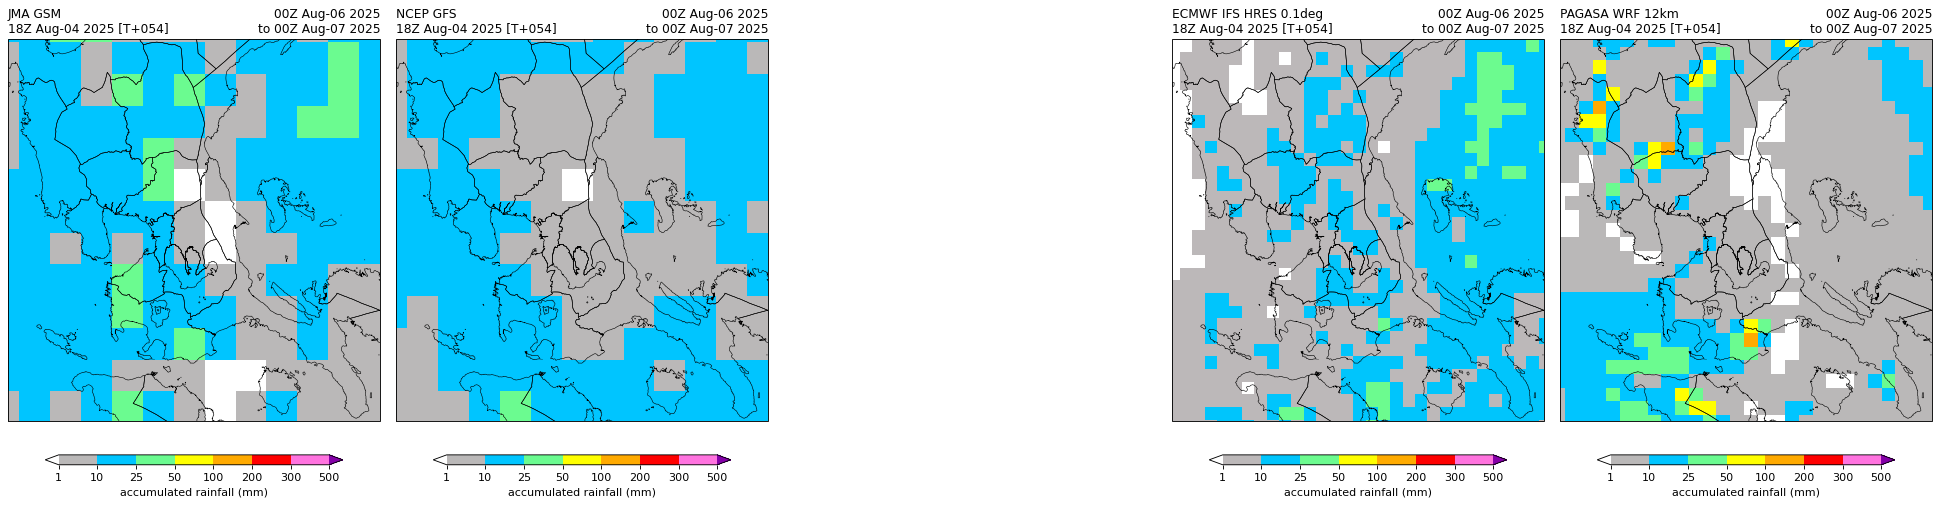 JMA GSM 00Z Aug-06 2025
18Z Aug-04 2025 [T+054] to 00Z Aug-07 2025
NCEP GFS 00Z Aug-06 2025
18Z Aug-04 2025 [T+054] to 00Z Aug-07 2025
ECMWF IFS HRES 0.1deg 00Z Aug-06 2025
18Z Aug-04 2025 [T+054] to 00Z Aug-07 2025
PAGASA WRF 12km 00Z Aug-06 2025
18Z Aug-04 2025 [T+054] to 00Z Aug-07 2025
1 10 25 50 100 200 300 500
accumulated rainfall (mm)
1 10 25 50 100 200 300 500
accumulated rainfall (mm)
1 10 25 50 100 200 300 500
accumulated rainfall (mm)
1 10 25 50 100 200 300 500
accumulated rainfall (mm)